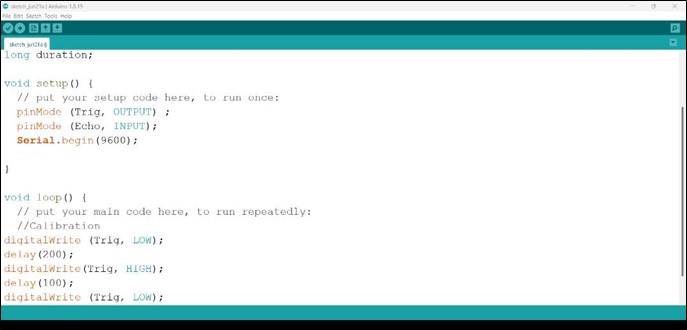 sketch_jun21a | Arduino 1.8.19
File Edit Sketch Tools Help
sketch_jun21a §
long duration;
void setup() {
// put your setup code here, to run once:
pinMode (Trig, OUTPUT) ;
pinMode (Echo, INPUT);
Serial.begin(9600);
}
void loop() {
// put your main code here, to run repeatedly:
//Calibration
digitalWrite (Trig, LOW);
delay(200);
digitalWrite(Trig, HIGH);
delay(100);
digitalWrite (Trig, LOW);